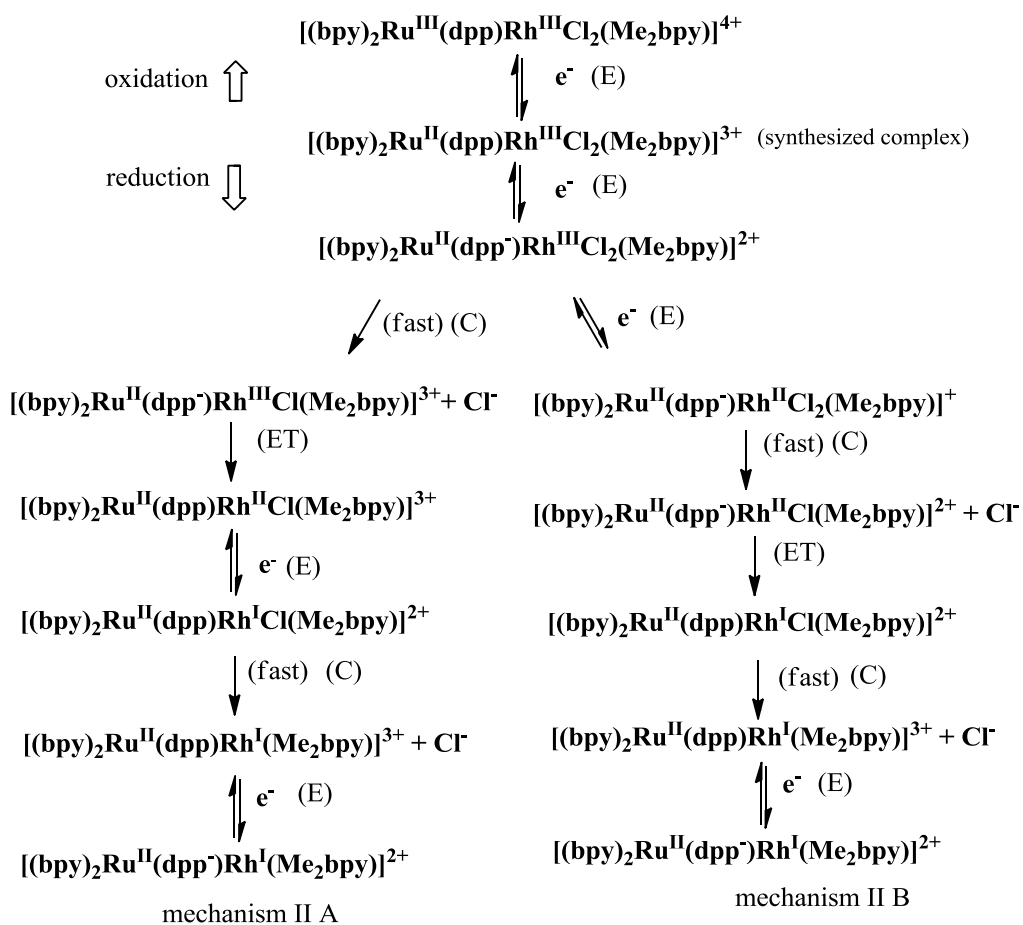 [(bpy)₂Ruᴵᴵᴵ(dpp)RhᴵᴵᴵCl₂(Me₂bpy)]⁴⁺
oxidation
e⁻ (E)
[(bpy)₂Ruᴵᴵ(dpp)RhᴵᴵᴵCl₂(Me₂bpy)]³⁺ (synthesized complex)
reduction
e⁻ (E)
[(bpy)₂Ruᴵᴵ(dpp⁻)RhᴵᴵᴵCl₂(Me₂bpy)]²⁺
(fast) (C)
e⁻ (E)
[(bpy)₂Ruᴵᴵ(dpp⁻)RhᴵᴵᴵCl(Me₂bpy)]³⁺ + Cl⁻
(ET)
[(bpy)₂Ruᴵᴵ(dpp)RhᴵᴵCl(Me₂bpy)]³⁺
e⁻ (E)
[(bpy)₂Ruᴵᴵ(dpp)RhᴵCl(Me₂bpy)]²⁺
(fast) (C)
[(bpy)₂Ruᴵᴵ(dpp)Rhᴵ(Me₂bpy)]³⁺ + Cl⁻
e⁻ (E)
[(bpy)₂Ruᴵᴵ(dpp⁻)Rhᴵ(Me₂bpy)]²⁺
mechanism II A
[(bpy)₂Ruᴵᴵ(dpp⁻)RhᴵᴵCl₂(Me₂bpy)]⁺
(fast) (C)
[(bpy)₂Ruᴵᴵ(dpp⁻)RhᴵᴵCl(Me₂bpy)]²⁺ + Cl⁻
(ET)
[(bpy)₂Ruᴵᴵ(dpp)RhᴵCl(Me₂bpy)]²⁺
(fast) (C)
[(bpy)₂Ruᴵᴵ(dpp)Rhᴵ(Me₂bpy)]³⁺ + Cl⁻
e⁻ (E)
[(bpy)₂Ruᴵᴵ(dpp⁻)Rhᴵ(Me₂bpy)]²⁺
mechanism II B